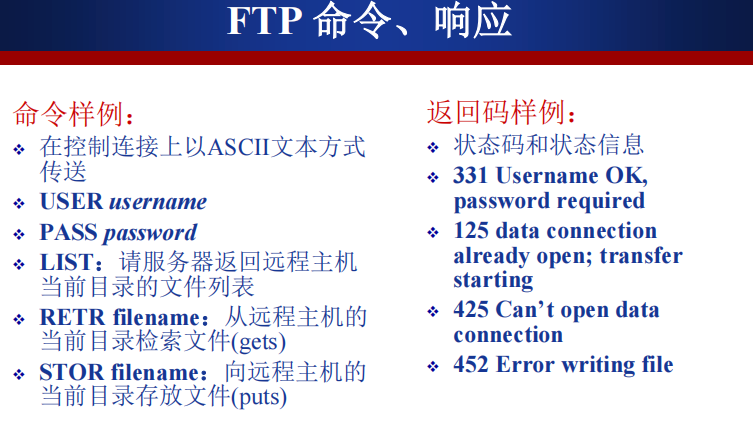 FTP 命令、响应
命令样例：
❖ 在控制连接上以ASCII文本方式
传送
❖ USER username
❖ PASS password
❖ LIST：请服务器返回远程主机
当前目录的文件列表
❖ RETR filename：从远程主机的
当前目录检索文件(gets)
❖ STOR filename：向远程主机的
当前目录存放文件(puts)
返回码样例：
❖ 状态码和状态信息
❖ 331 Username OK,
password required
❖ 125 data connection
already open; transfer
starting
❖ 425 Can’t open data
connection
❖ 452 Error writing file